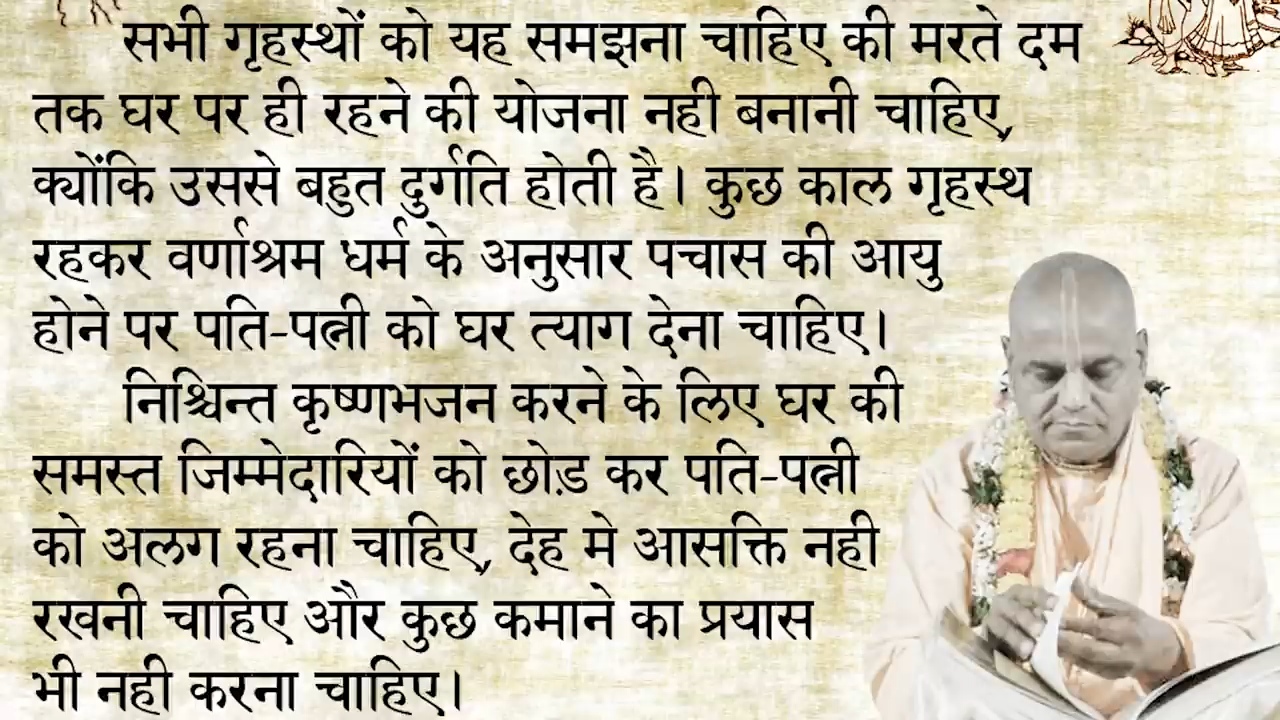 सभी गृहस्थों को यह समझना चाहिए की मरते दम
तक घर पर ही रहने की योजना नही बनानी चाहिए,
क्योंकि उससे बहुत दुर्गति होती है। कुछ काल गृहस्थ
रहकर वर्णाश्रम धर्म के अनुसार पचास की आयु
होने पर पति-पत्नी को घर त्याग देना चाहिए।
निश्चिन्त कृष्णभजन करने के लिए घर की
समस्त जिम्मेदारियों को छोड़ कर पति-पत्नी
को अलग रहना चाहिए, देह मे आसक्ति नही
रखनी चाहिए और कुछ कमाने का प्रयास
भी नही करना चाहिए।